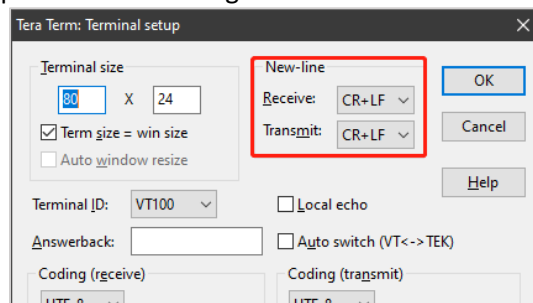 Tera Term: Terminal setup
Terminal size
80 X 24
Term size = win size
Auto window resize
New-line
Receive: CR+LF
Transmit: CR+LF
OK
Cancel
Help
Terminal ID: VT100
Local echo
Answerback:
Auto switch (VT<->TEK)
Coding (receive)
Coding (transmit)